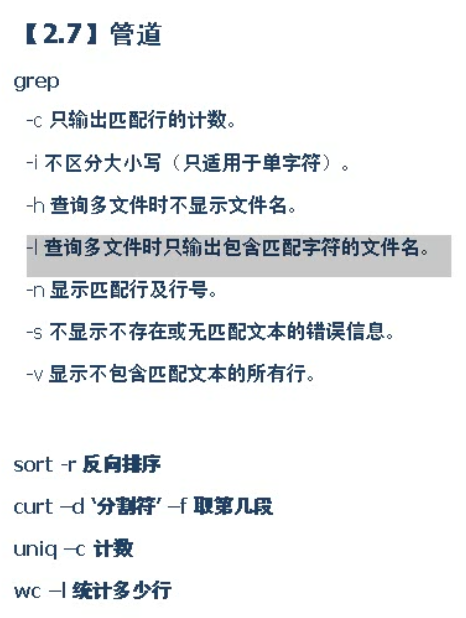 【2.7】管道
grep
-c 只输出匹配行的计数。
-i 不区分大小写（只适用于单字符）。
-h 查询多文件时不显示文件名。
-l 查询多文件时只输出包含匹配字符的文件名。
-n 显示匹配行及行号。
-s 不显示不存在或无匹配文本的错误信息。
-v 显示不包含匹配文本的所有行。
sort -r 反向排序
curt –d ‘分割符’ –f 取第几段
uniq –c 计数
wc –l 统计多少行